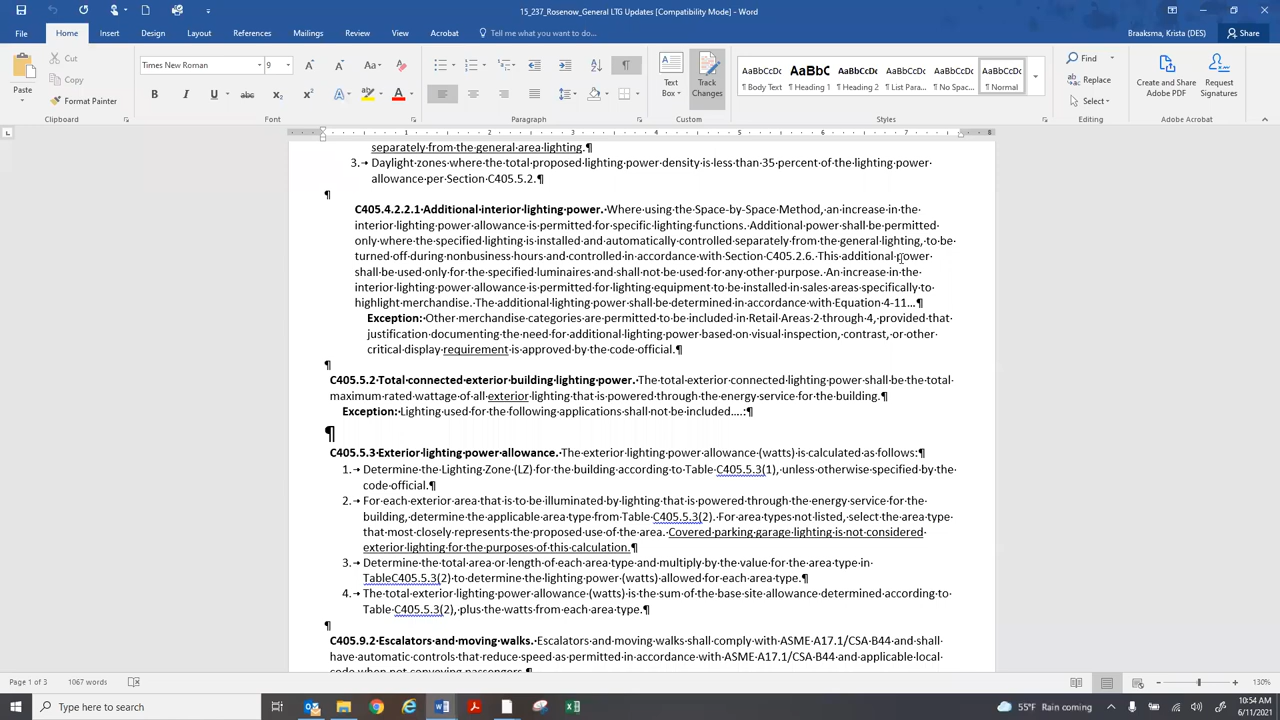 15_237_Rosenow_General LTG Updates [Compatibility Mode] - Word
Braaksma, Krista (DES)
File Home Insert Design Layout References Mailings Review View Acrobat Tell me what you want to do... Share
Paste Cut Copy Format Painter Clipboard
Times New Roman 9 Font
Paragraph
Text Box Track Changes Custom
AaBbCcDc ¶ Body Text AaBbC ¶ Heading 1 AaBbCcDc ¶ Heading 2 AaBbCcDc ¶ List Para... AaBbCcDc ¶ No Spac... AaBbCcDc ¶ Normal Styles
Find Replace Select Editing
Create and Share Adobe PDF Request Signatures Adobe Acrobat
separately from the general area lighting.¶
3. Daylight zones where the total proposed lighting power density is less than 35 percent of the lighting power
allowance per Section C405.5.2.¶
¶
C405.4.2.2.1 Additional interior lighting power. Where using the Space-by-Space Method, an increase in the
interior lighting power allowance is permitted for specific lighting functions. Additional power shall be permitted
only where the specified lighting is installed and automatically controlled separately from the general lighting, to be
turned off during nonbusiness hours and controlled in accordance with Section C405.2.6. This additional power
shall be used only for the specified luminaires and shall not be used for any other purpose. An increase in the
interior lighting power allowance is permitted for lighting equipment to be installed in sales areas specifically to
highlight merchandise. The additional lighting power shall be determined in accordance with Equation 4-11...¶
Exception: Other merchandise categories are permitted to be included in Retail Areas 2 through 4, provided that
justification documenting the need for additional lighting power based on visual inspection, contrast, or other
critical display requirement is approved by the code official.¶
¶
C405.5.2 Total connected exterior building lighting power. The total exterior connected lighting power shall be the total
maximum rated wattage of all exterior lighting that is powered through the energy service for the building.¶
Exception: Lighting used for the following applications shall not be included....:¶
¶
C405.5.3 Exterior lighting power allowance. The exterior lighting power allowance (watts) is calculated as follows:¶
1. Determine the Lighting Zone (LZ) for the building according to Table C405.5.3(1), unless otherwise specified by the
code official.¶
2. For each exterior area that is to be illuminated by lighting that is powered through the energy service for the
building, determine the applicable area type from Table C405.5.3(2). For area types not listed, select the area type
that most closely represents the proposed use of the area. Covered parking garage lighting is not considered
exterior lighting for the purposes of this calculation.¶
3. Determine the total area or length of each area type and multiply by the value for the area type in
TableC405.5.3(2) to determine the lighting power (watts) allowed for each area type.¶
4. The total exterior lighting power allowance (watts) is the sum of the base site allowance determined according to
Table C405.5.3(2), plus the watts from each area type.¶
¶
C405.9.2 Escalators and moving walks. Escalators and moving walks shall comply with ASME A17.1/CSA B44 and shall
have automatic controls that reduce speed as permitted in accordance with ASME A17.1/CSA B44 and applicable local
code when not conveying passengers.¶
Page 1 of 3 1067 words 130%
Type here to search 55°F Rain coming 10:54 AM
6/11/2021